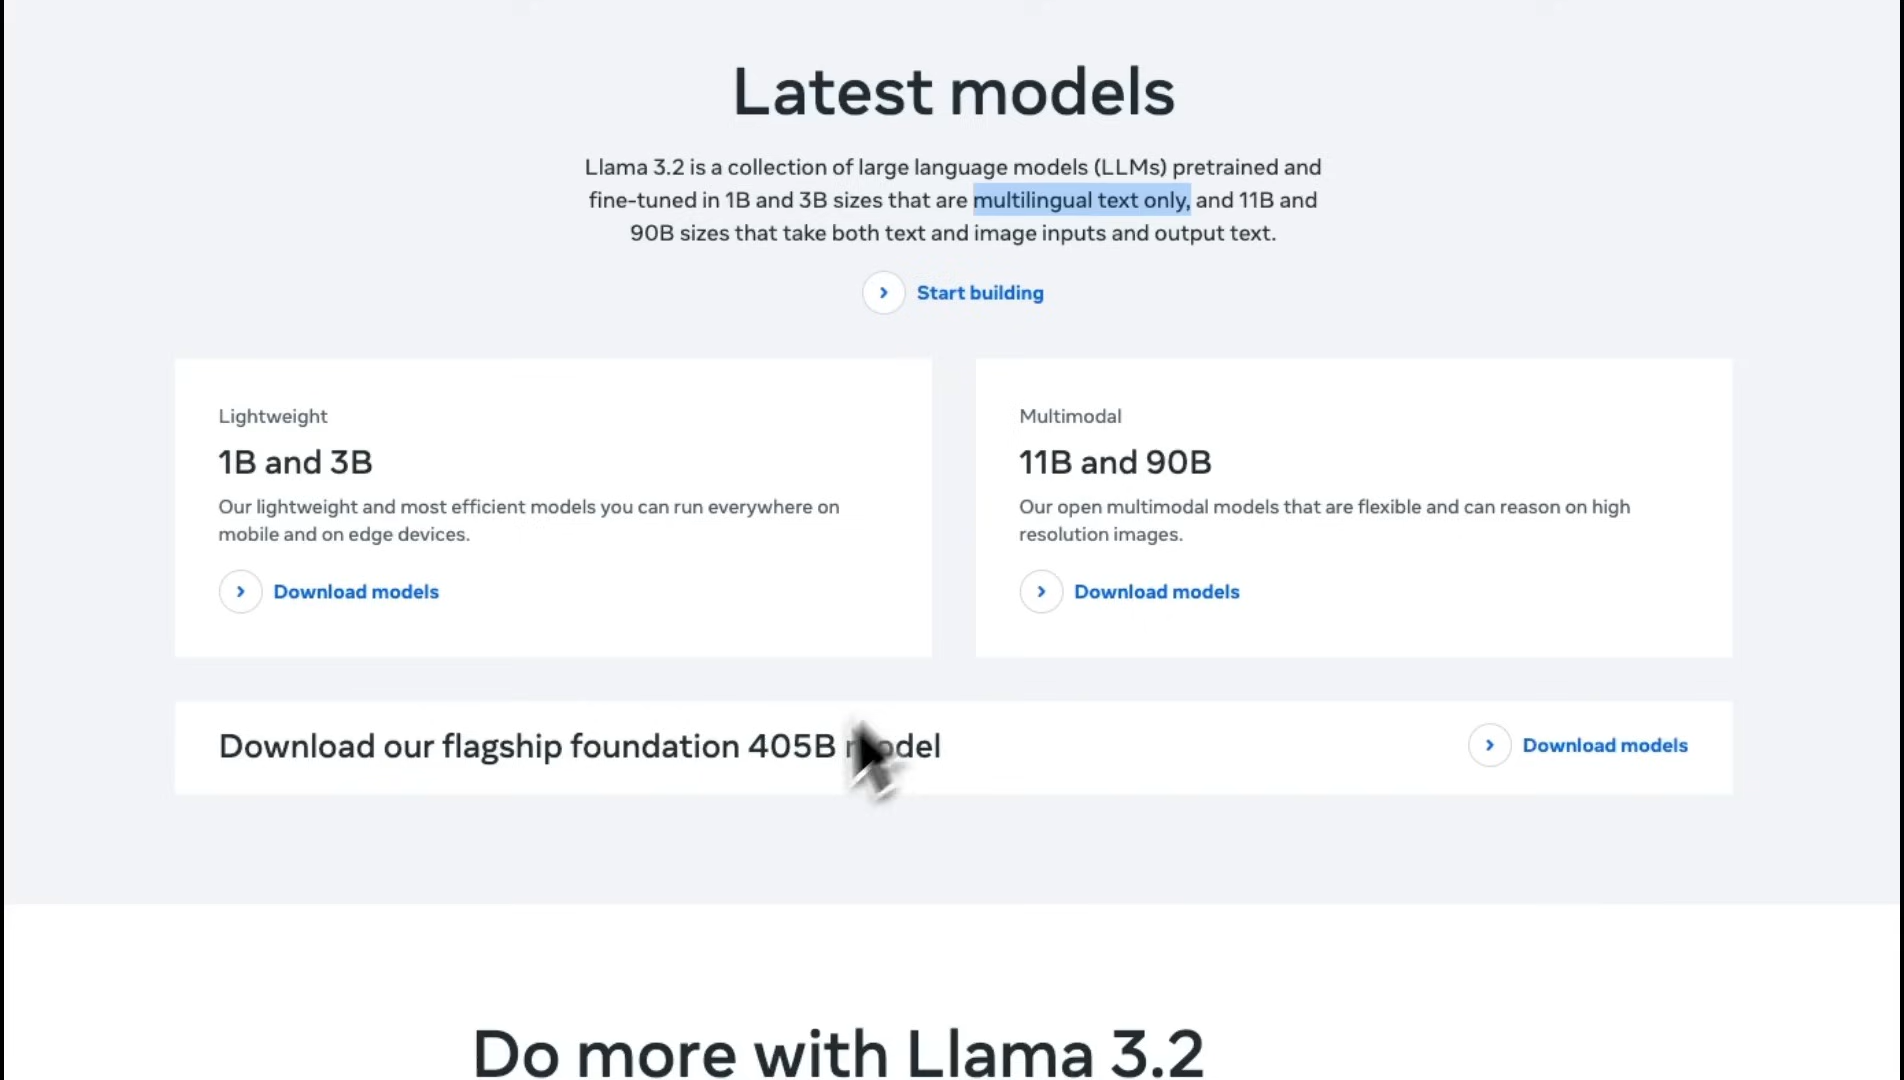 Latest models
Llama 3.2 is a collection of large language models (LLMs) pretrained and
fine-tuned in 1B and 3B sizes that are multilingual text only, and 11B and
90B sizes that take both text and image inputs and output text.
Start building
Lightweight
1B and 3B
Our lightweight and most efficient models you can run everywhere on
mobile and on edge devices.
Download models
Multimodal
11B and 90B
Our open multimodal models that are flexible and can reason on high
resolution images.
Download models
Download our flagship foundation 405B model
Download models
Do more with Llama 3.2